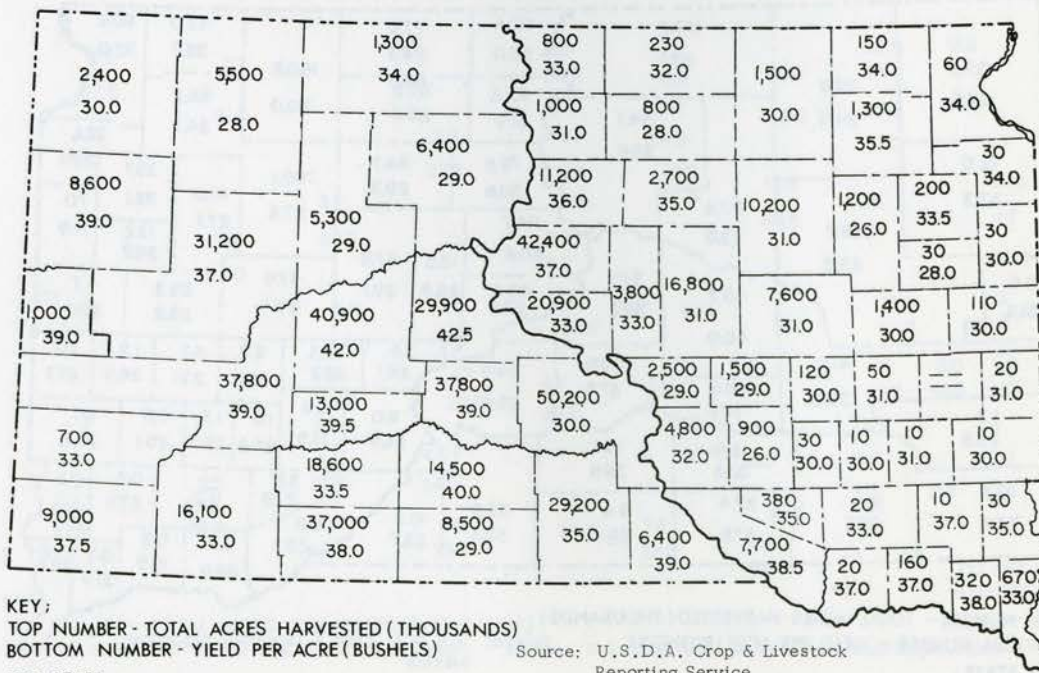 1,300 800 230 150 60
2,400 5,500 34.0 33.0 32.0 1,500 34.0
30.0 28.0 1,000 800 30.0 1,300 34.0
6,400 31.0 28.0 35.5 30
29.0 11,200 2,700 200 34.0
8,600 5,300 36.0 35.0 10,200 1,200 33.5 30
39.0 31,200 29.0 42,400 31.0 26.0 30 30.0
37.0 37.0 28.0
1,000 40,900 29,900 20,900 3,800 16,800 7,600 1,400 110
39.0 42.0 42.5 33.0 33.0 31.0 31.0 300 30.0
37,800 13,000 37,800 50,200 2,500 1,500 120 50 20
39.0 39.5 39.0 30.0 29.0 29.0 30.0 31.0 31.0
700 4,800 900 30 10 10 10
33.0 32.0 26.0 30.0 30.0 31.0 30.0
18,600 14,500
33.5 40.0
9,000 16,100 37,000 8,500 29,200 6,400 380 20 10 30
37.5 33.0 38.0 29.0 35.0 39.0 35.0 33.0 37.0 35.0
7,700 20 160 320 670
38.5 37.0 37.0 38.0 33.0
KEY:
TOP NUMBER - TOTAL ACRES HARVESTED (THOUSANDS)
BOTTOM NUMBER - YIELD PER ACRE (BUSHELS)
Source: U.S.D.A. Crop & Livestock
Reporting Service